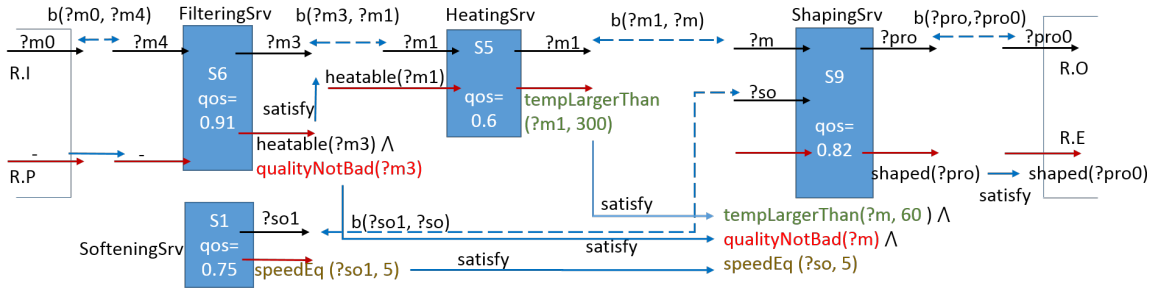 b(?m0, ?m4) FilteringSrv b(?m3, ?m1) HeatingSrv b(?m1, ?m) ShapingSrv b(?pro,?pro0)
?m0 ?m4 ?m3 ?m1 S5 ?m1 ?m ?pro ?pro0
R.I S6 heatable(?m1) S9 R.O
qos= satisfy qos= tempLargerThan ?so
0.91 0.6 (?m1, 300) qos=
- - heatable(?m3) ∧ 0.82 R.E
R.P qualityNotBad(?m3) shaped(?pro) shaped(?pro0)
satisfy
S1 ?so1 b(?so1, ?so) satisfy tempLargerThan(?m, 60 ) ∧
SofteningSrv qos= satisfy qualityNotBad(?m) ∧
0.75 speedEq (?so1, 5) satisfy speedEq (?so, 5)